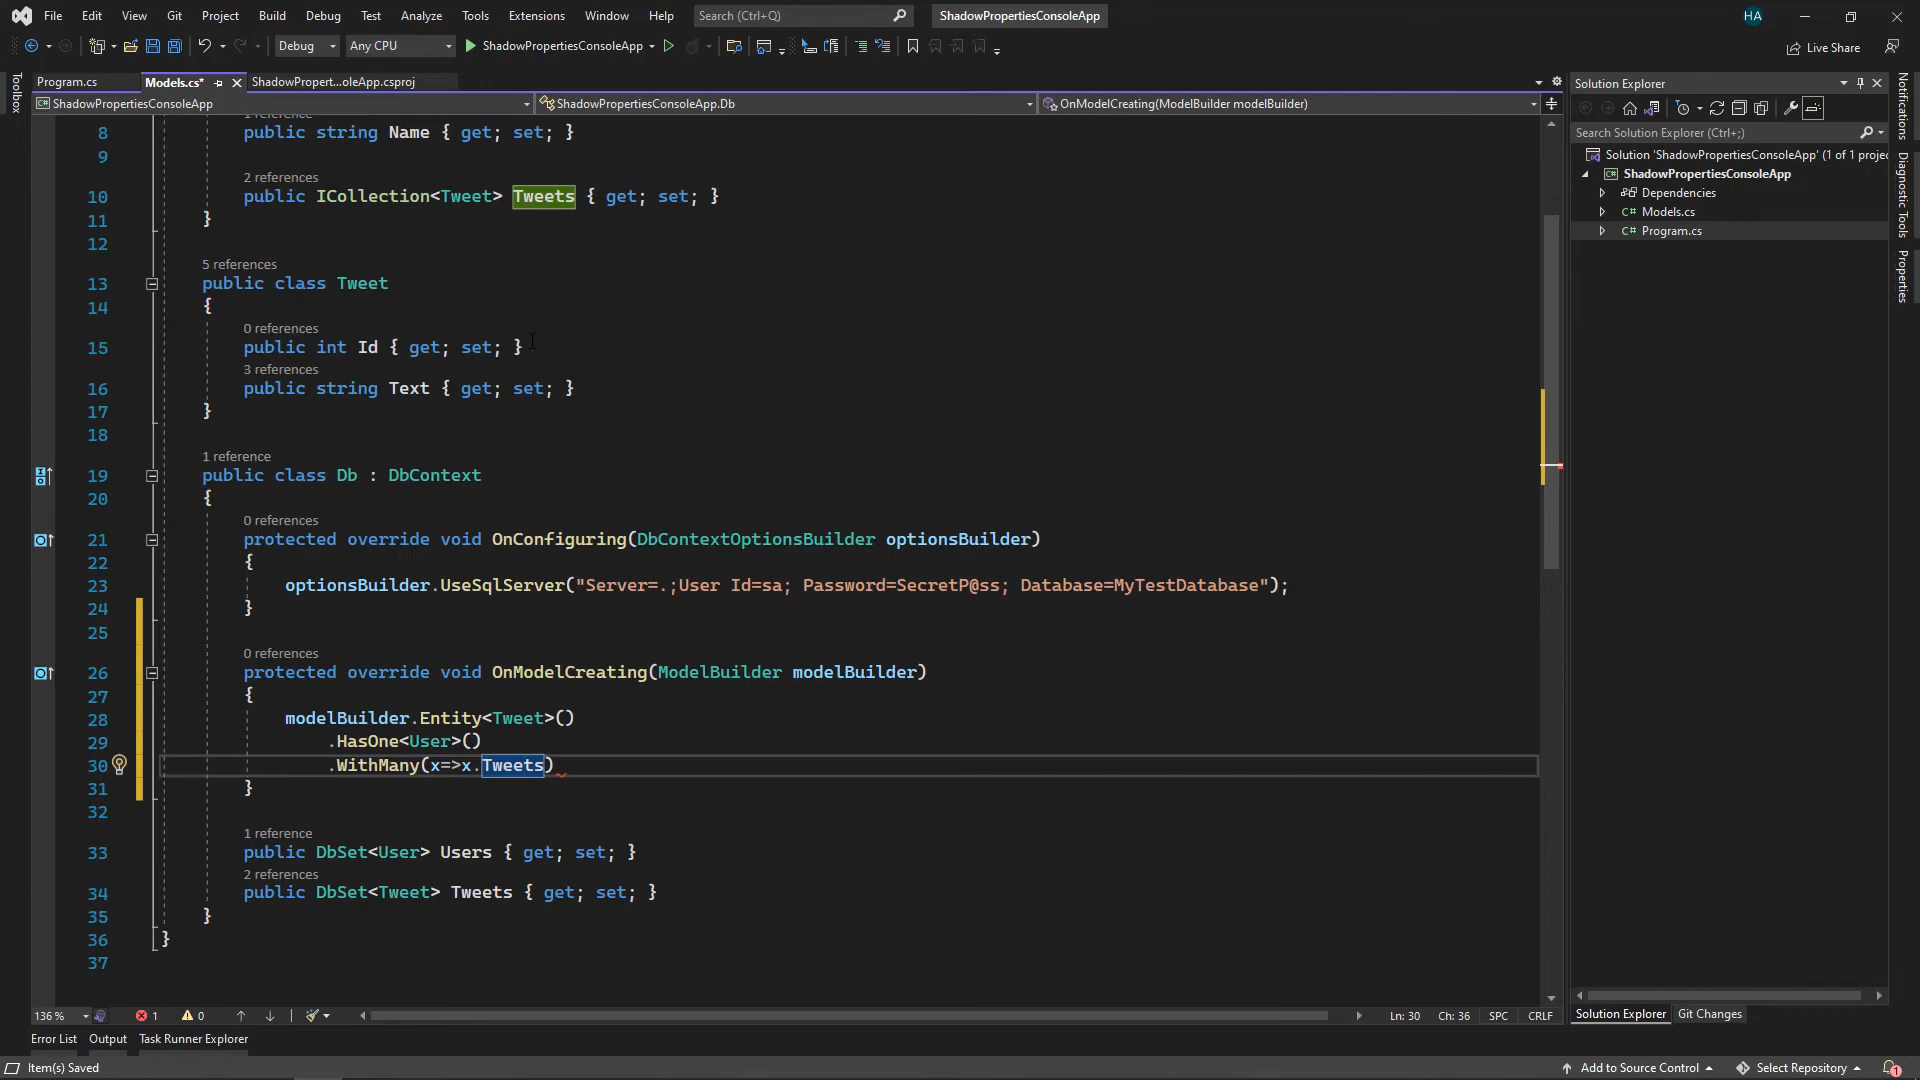 File Edit View Git Project Build Debug Test Analyze Tools Extensions Window Help Search (Ctrl+Q) ShadowPropertiesConsoleApp HA
Debug Any CPU ShadowPropertiesConsoleApp Live Share
Toolbox
Program.cs Models.cs* ShadowPropert...oleApp.csproj
ShadowPropertiesConsoleApp ShadowPropertiesConsoleApp.Db OnModelCreating(ModelBuilder modelBuilder)
1 reference
8 public string Name { get; set; }
9
2 references
10 public ICollection<Tweet> Tweets { get; set; }
11 }
12
5 references
13 public class Tweet
14 {
0 references
15 public int Id { get; set; }
3 references
16 public string Text { get; set; }
17 }
18
1 reference
19 public class Db : DbContext
20 {
0 references
21 protected override void OnConfiguring(DbContextOptionsBuilder optionsBuilder)
22 {
23 optionsBuilder.UseSqlServer("Server=.;User Id=sa; Password=SecretP@ss; Database=MyTestDatabase");
24 }
25
0 references
26 protected override void OnModelCreating(ModelBuilder modelBuilder)
27 {
28 modelBuilder.Entity<Tweet>()
29 .HasOne<User>()
30 .WithMany(x=>x.Tweets)
31 }
32
1 reference
33 public DbSet<User> Users { get; set; }
2 references
34 public DbSet<Tweet> Tweets { get; set; }
35 }
36 }
37
136 % 1 0 Ln: 30 Ch: 36 SPC CRLF
Error List Output Task Runner Explorer
Item(s) Saved Add to Source Control Select Repository 1
Solution Explorer
Search Solution Explorer (Ctrl+;)
Solution 'ShadowPropertiesConsoleApp' (1 of 1 projec
ShadowPropertiesConsoleApp
Dependencies
C# Models.cs
C# Program.cs
Solution Explorer Git Changes
Notifications
Diagnostic Tools
Properties